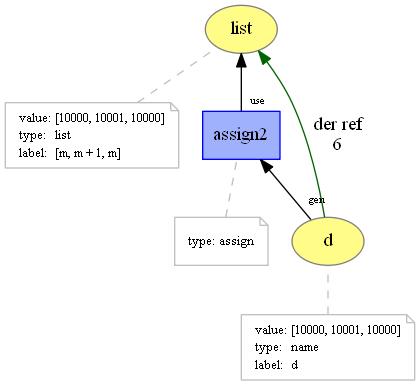 list
value: [10000, 10001, 10000]
type: list
label: [m, m + 1, m]
use
assign2
der ref
6
gen
type: assign
d
value: [10000, 10001, 10000]
type: name
label: d